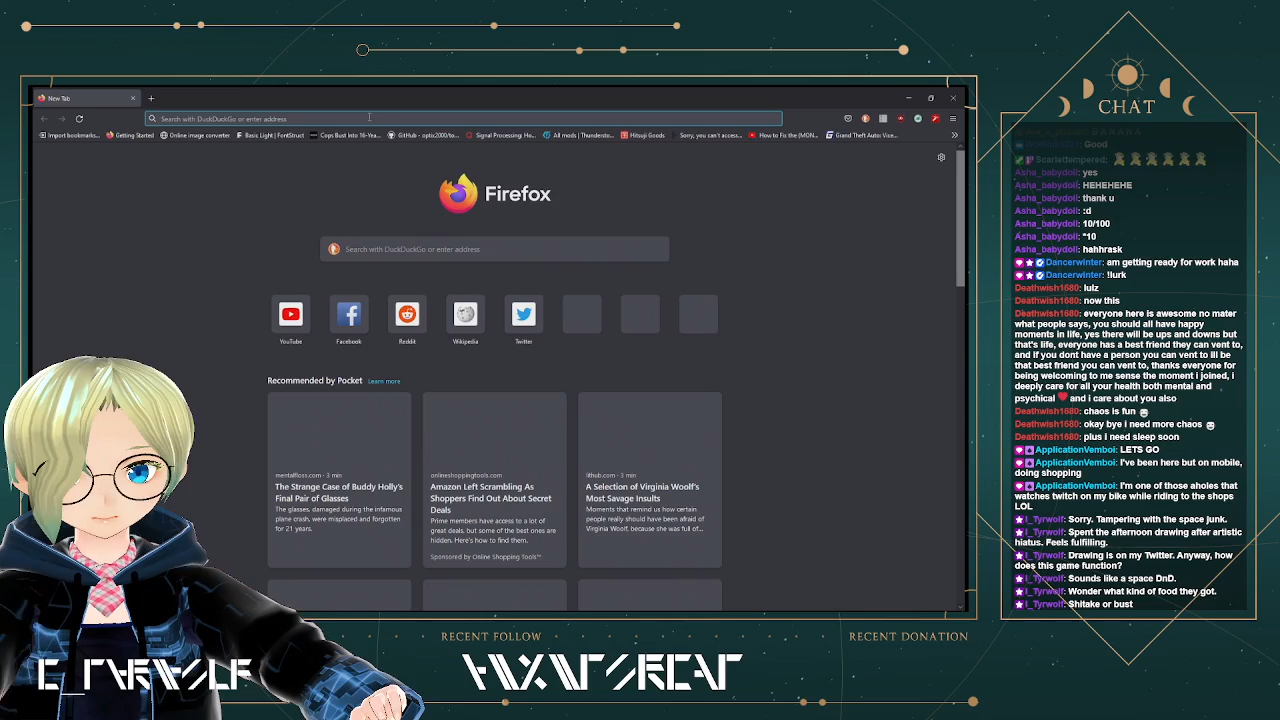 New Tab
Search with DuckDuckGo or enter address
Import bookmarks...
Getting Started
Online image converter
Basic Light | FontStruct
Cops Bust into 16-Yea...
GitHub - optic2000/to...
Signal Processing: Ho...
All mods | Thundersto...
Hitsuji Goods
Sorry, you can't access...
How to Fix the (MON...
Grand Theft Auto: Vice...
Firefox
Search with DuckDuckGo or enter address
YouTube
Facebook
Reddit
Wikipedia
Twitter
Recommended by Pocket
Learn more
mentalfloss.com · 3 min
The Strange Case of Buddy Holly's
Final Pair of Glasses
The glasses, damaged during the infamous
plane crash, were misplaced and forgotten
for 21 years.
onlineshoppingtools.com
Amazon Left Scrambling As
Shoppers Find Out About Secret
Deals
Prime members have access to a lot of
great deals, but some of the best ones are
hidden. Here's how to find them.
Sponsored by Online Shopping Tools™
lithub.com · 3 min
A Selection of Virginia Woolf's
Most Savage Insults
Moments that remind us how certain
people really should have been afraid of
Virginia Woolf, because she was full of...
CHAT
B A N A N A
Good
Scarlettempered:
Asha_babydoll: yes
Asha_babydoll: HEHEHEHE
Asha_babydoll: thank u
Asha_babydoll: :d
Asha_babydoll: 10/100
Asha_babydoll: *10
Asha_babydoll: hahhrask
Dancerwinter: am getting ready for work haha
Dancerwinter: !lurk
Deathwish1680: lulz
Deathwish1680: now this
Deathwish1680: everyone here is awesome no mater
what people says, you should all have happy
moments in life, yes there will be ups and downs but
that's life, everyone has a best friend they can vent to,
and if you dont have a person you can vent to ill be
that best friend you can vent to, thanks everyone for
being welcoming to me sense the moment i joined, i
deeply care for all your health both mental and
psychical and i care about you also
Deathwish1680: chaos is fun
Deathwish1680: okay bye i need more chaos
Deathwish1680: plus i need sleep soon
ApplicationVemboi: LETS GO
ApplicationVemboi: I've been here but on mobile,
doing shopping
ApplicationVemboi: I'm one of those aholes that
watches twitch on my bike while riding to the shops
LOL
I_Tyrwolf: Sorry. Tampering with the space junk.
I_Tyrwolf: Spent the afternoon drawing after artistic
hiatus. Feels fulfilling.
I_Tyrwolf: Drawing is on my Twitter. Anyway, how
does this game function?
I_Tyrwolf: Sounds like a space DnD.
I_Tyrwolf: Wonder what kind of food they got.
I_Tyrwolf: Shitake or bust
RECENT FOLLOW
RECENT DONATION